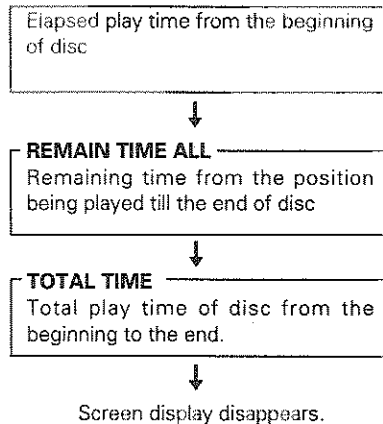 Elapsed play time from the beginning
of disc
REMAIN TIME ALL
Remaining time from the position
being played till the end of disc
TOTAL TIME
Total play time of disc from the
beginning to the end.
Screen display disappears.